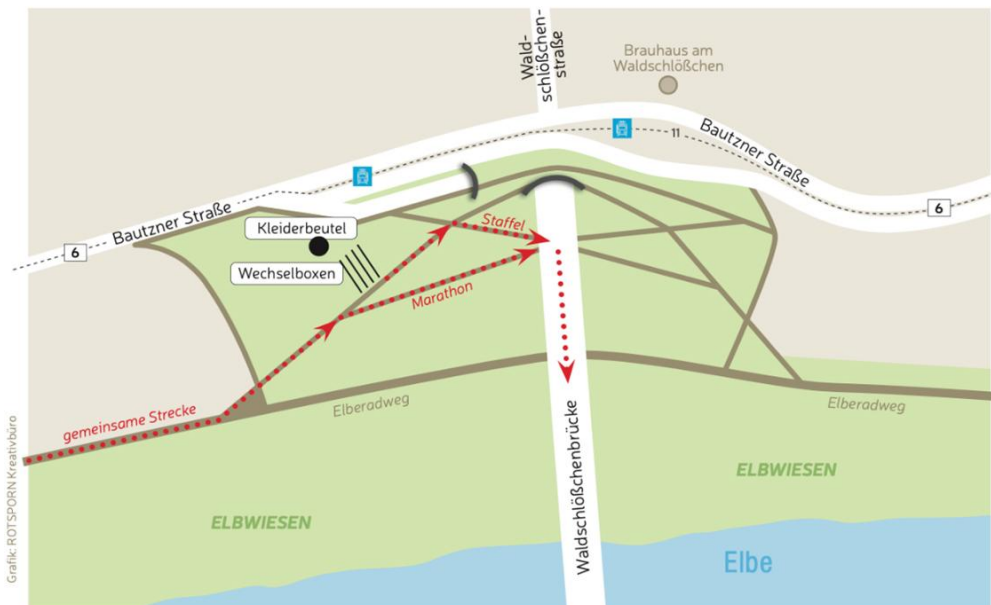 Wald-
schlößchen-
straße
Brauhaus am
Waldschlößchen
11
Bautzner Straße
6
Bautzner Straße
6
Kleiderbeutel
Wechselboxen
Staffel
Marathon
gemeinsame Strecke
Elberadweg
Elberadweg
Waldschlößchenbrücke
ELBWIESEN
ELBWIESEN
Elbe
Grafik: ROTSPORN Kreativbüro